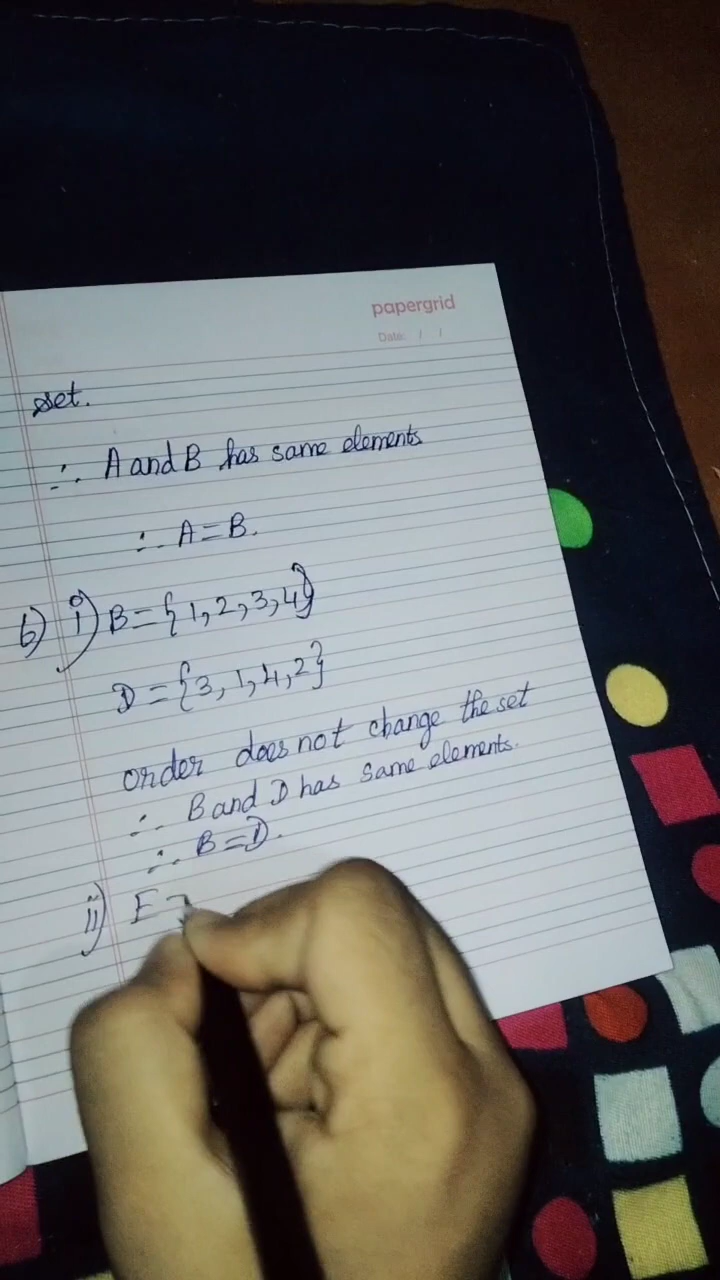 papergrid
Date: / /
set.
∴ A and B has same elements
∴ A = B.
6) i) B = {1, 2, 3, 4}
D = {3, 1, 4, 2}
order does not change the set
∴ B and D has same elements.
∴ B = D.
ii) E =